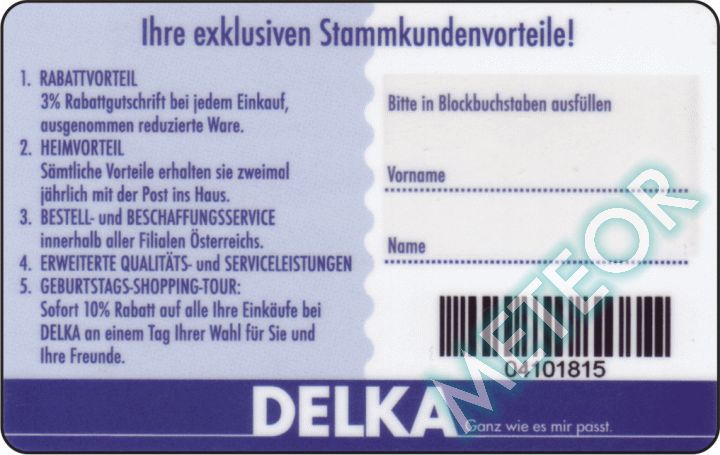 Ihre exklusiven Stammkundenvorteile!
1. RABATTVORTEIL
3% Rabattgutschrift bei jedem Einkauf,
ausgenommen reduzierte Ware.
2. HEIMVORTEIL
Sämtliche Vorteile erhalten sie zweimal
jährlich mit der Post ins Haus.
3. BESTELL- und BESCHAFFUNGSSERVICE
innerhalb aller Filialen Österreichs.
4. ERWEITERTE QUALITÄTS- und SERVICELEISTUNGEN
5. GEBURTSTAGS-SHOPPING-TOUR:
Sofort 10% Rabatt auf alle Ihre Einkäufe bei
DELKA an einem Tag Ihrer Wahl für Sie und
Ihre Freunde.
Bitte in Blockbuchstaben ausfüllen
Vorname
Name
04101815
METEOR
DELKA
Ganz wie es mir passt.